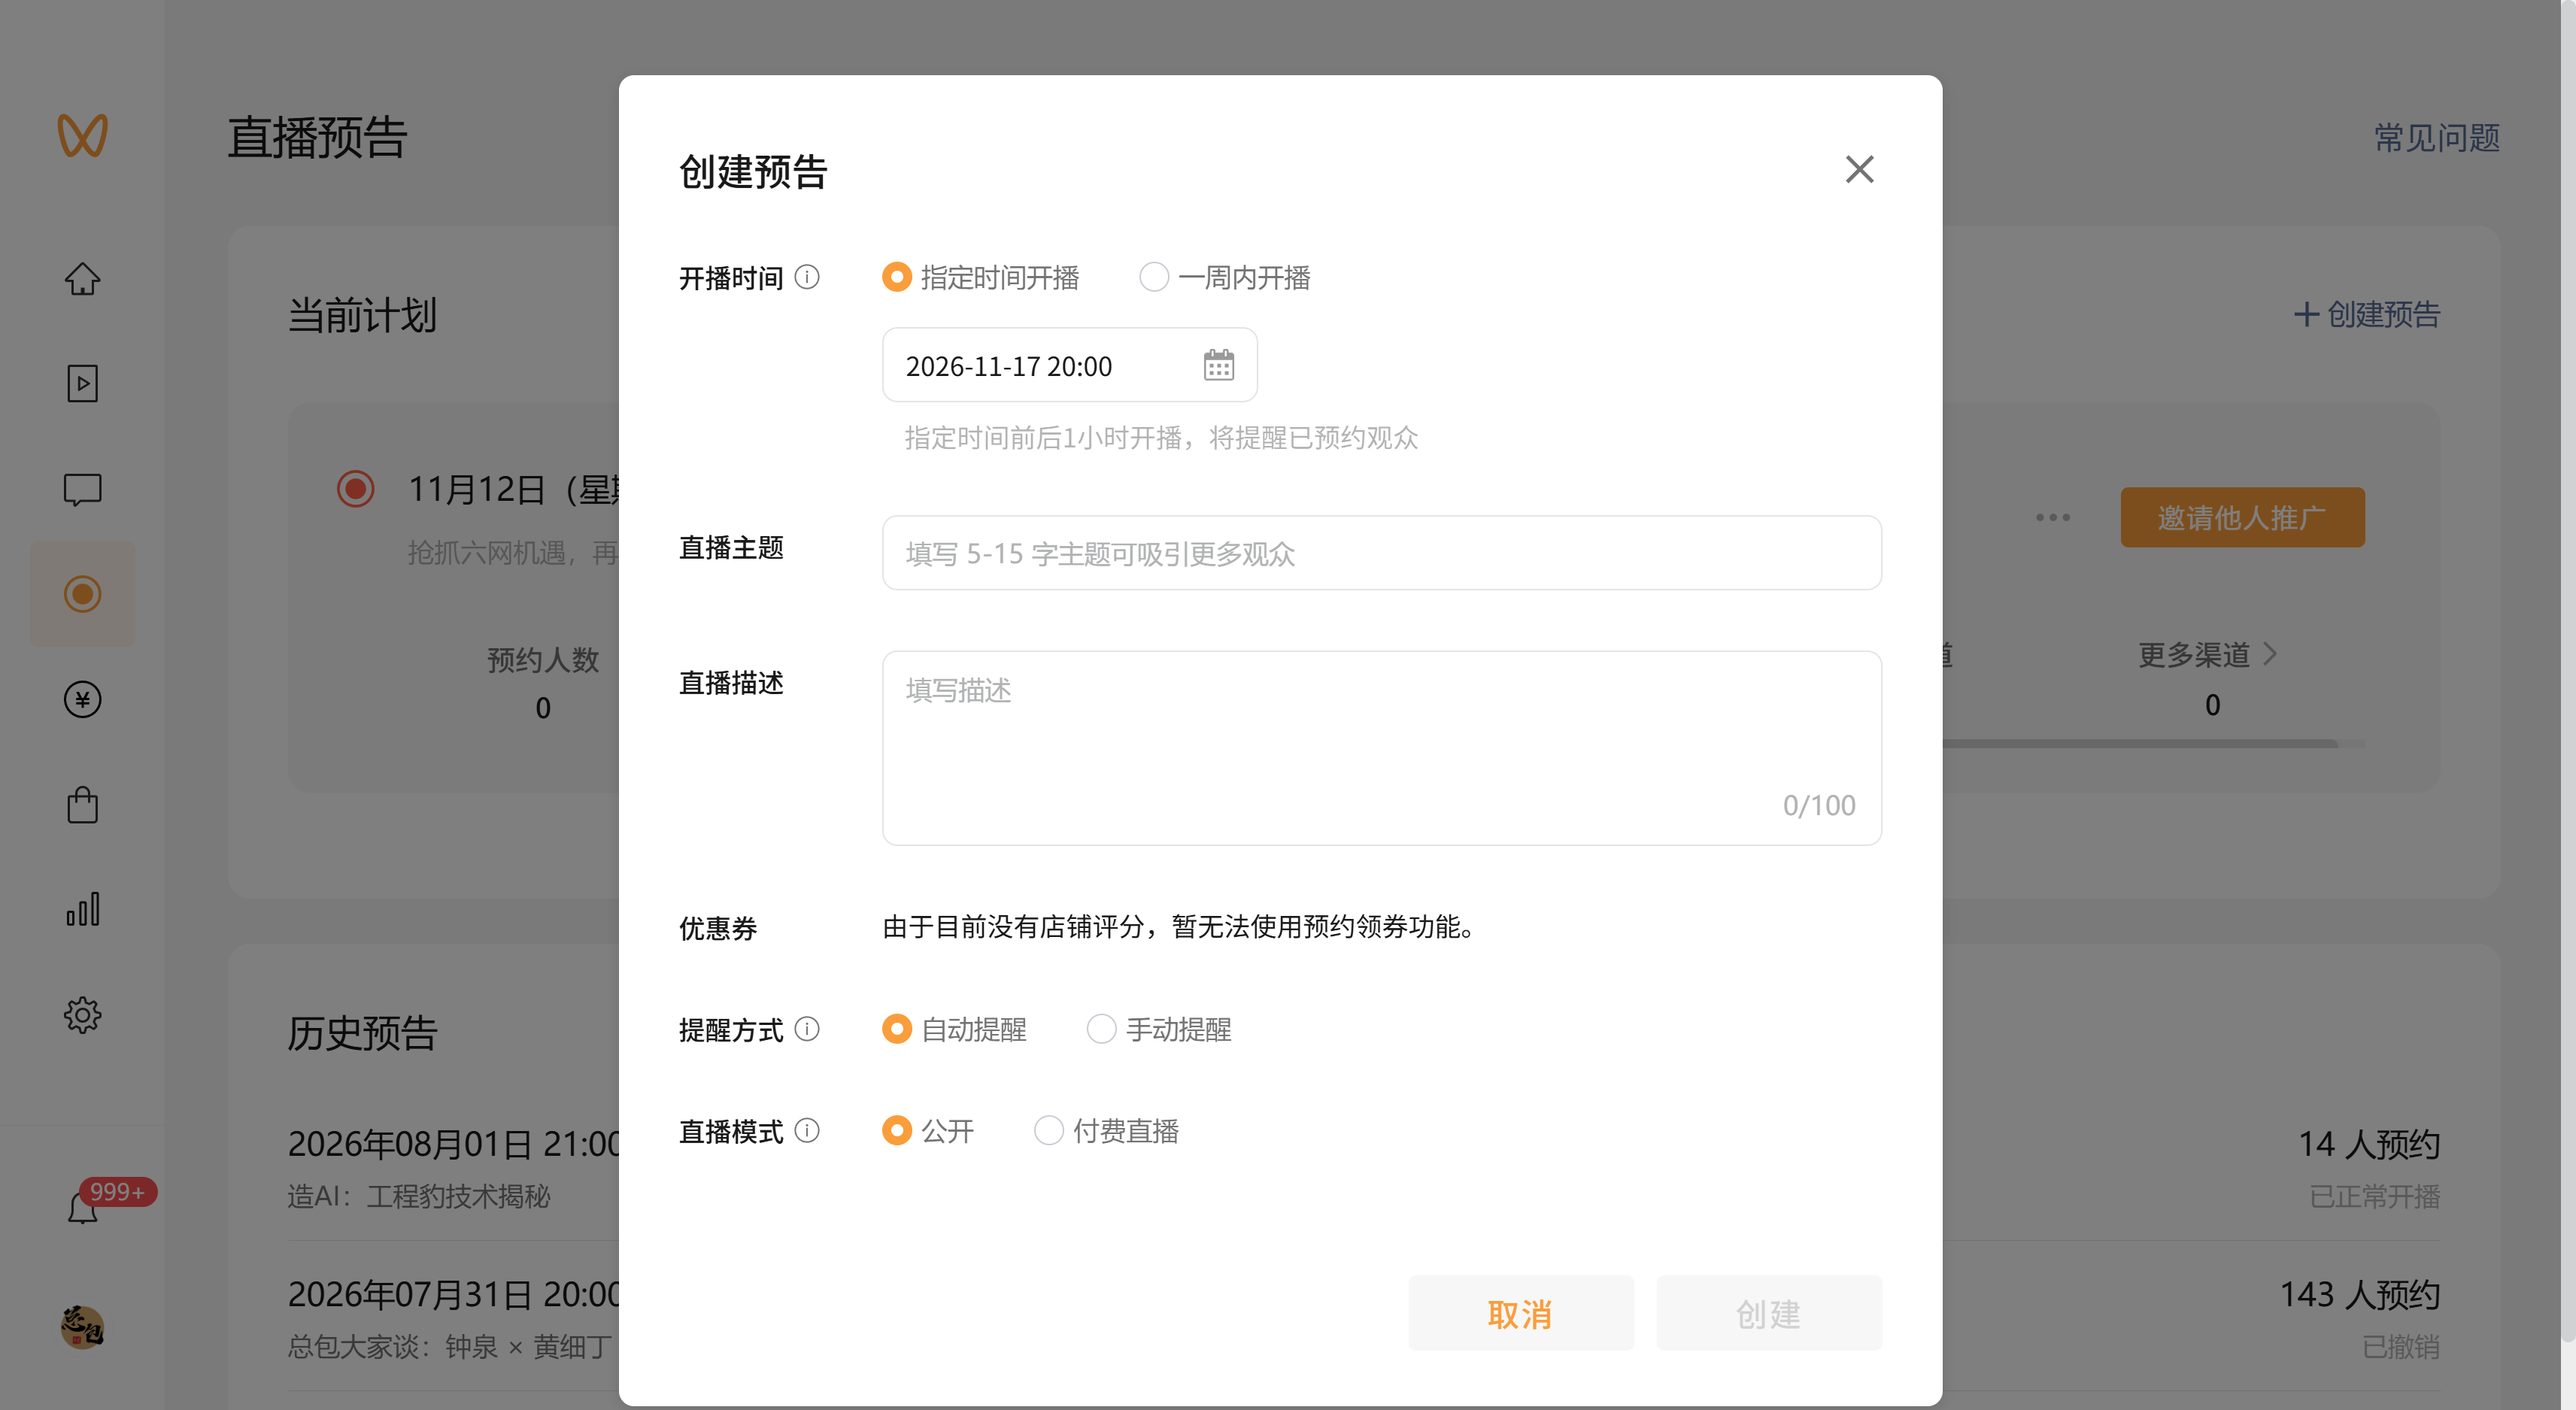 直播预告
常见问题
当前计划
创建预告
11月12日（星
抢抓六网机遇，再
邀请他人推广
预约人数
0
更多渠道
0
历史预告
2026年08月01日 21:00
造AI：工程豹技术揭秘
14 人预约
已正常开播
2026年07月31日 20:00
总包大家谈：钟泉 × 黄细丁
143 人预约
已撤销
999+
创建预告
开播时间
指定时间开播
一周内开播
2026-11-17 20:00
指定时间前后1小时开播，将提醒已预约观众
直播主题
填写 5-15 字主题可吸引更多观众
直播描述
填写描述
0/100
优惠券
由于目前没有店铺评分，暂无法使用预约领券功能。
提醒方式
自动提醒
手动提醒
直播模式
公开
付费直播
取消
创建